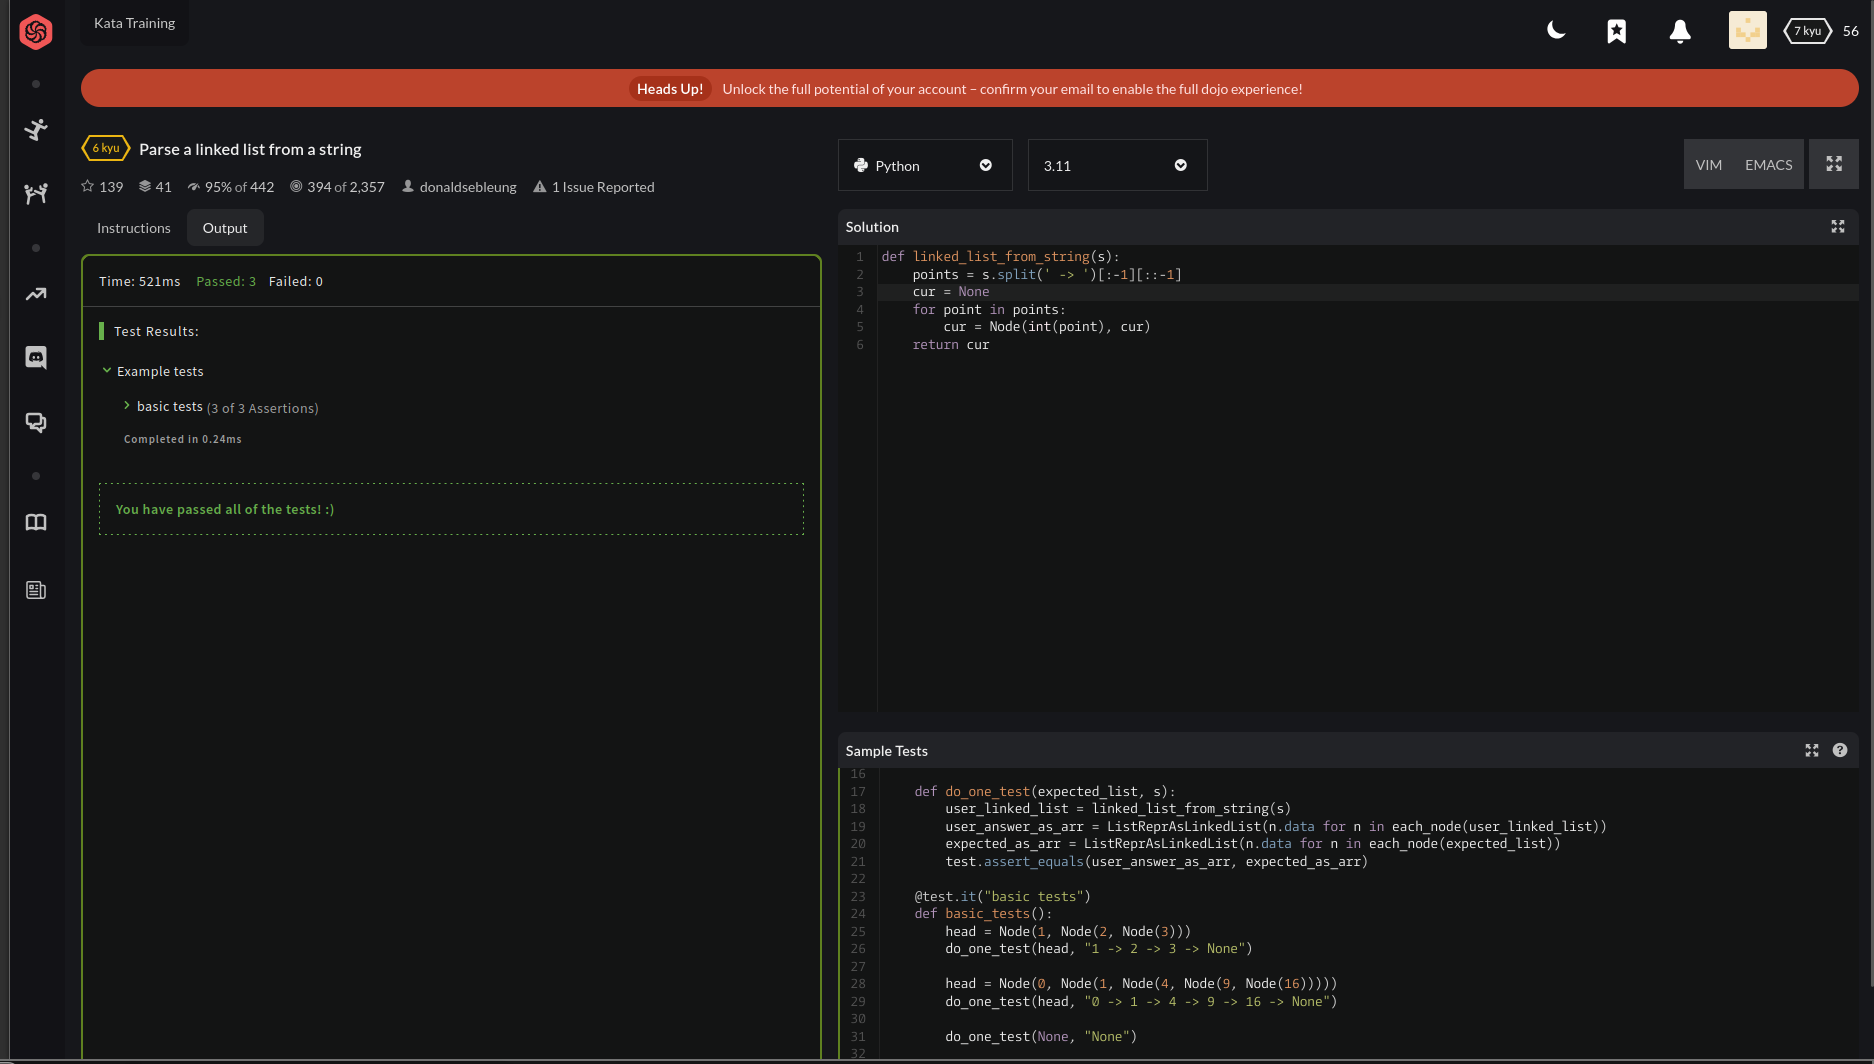 Kata Training
7 kyu
56
Heads Up! Unlock the full potential of your account – confirm your email to enable the full dojo experience!
6 kyu
Parse a linked list from a string
139
41
95% of 442
394 of 2,357
donaldsebleung
1 Issue Reported
Instructions
Output
Time: 521ms Passed: 3 Failed: 0
Test Results:
Example tests
basic tests (3 of 3 Assertions)
Completed in 0.24ms
You have passed all of the tests! :)
Python
3.11
VIM
EMACS
Solution
1 def linked_list_from_string(s):
2     points = s.split(' -> ')[:-1][::-1]
3     cur = None
4     for point in points:
5         cur = Node(int(point), cur)
6     return cur
Sample Tests
16
17     def do_one_test(expected_list, s):
18         user_linked_list = linked_list_from_string(s)
19         user_answer_as_arr = ListReprAsLinkedList(n.data for n in each_node(user_linked_list))
20         expected_as_arr = ListReprAsLinkedList(n.data for n in each_node(expected_list))
21         test.assert_equals(user_answer_as_arr, expected_as_arr)
22
23     @test.it("basic tests")
24     def basic_tests():
25         head = Node(1, Node(2, Node(3)))
26         do_one_test(head, "1 -> 2 -> 3 -> None")
27
28         head = Node(0, Node(1, Node(4, Node(9, Node(16)))))
29         do_one_test(head, "0 -> 1 -> 4 -> 9 -> 16 -> None")
30
31         do_one_test(None, "None")
32